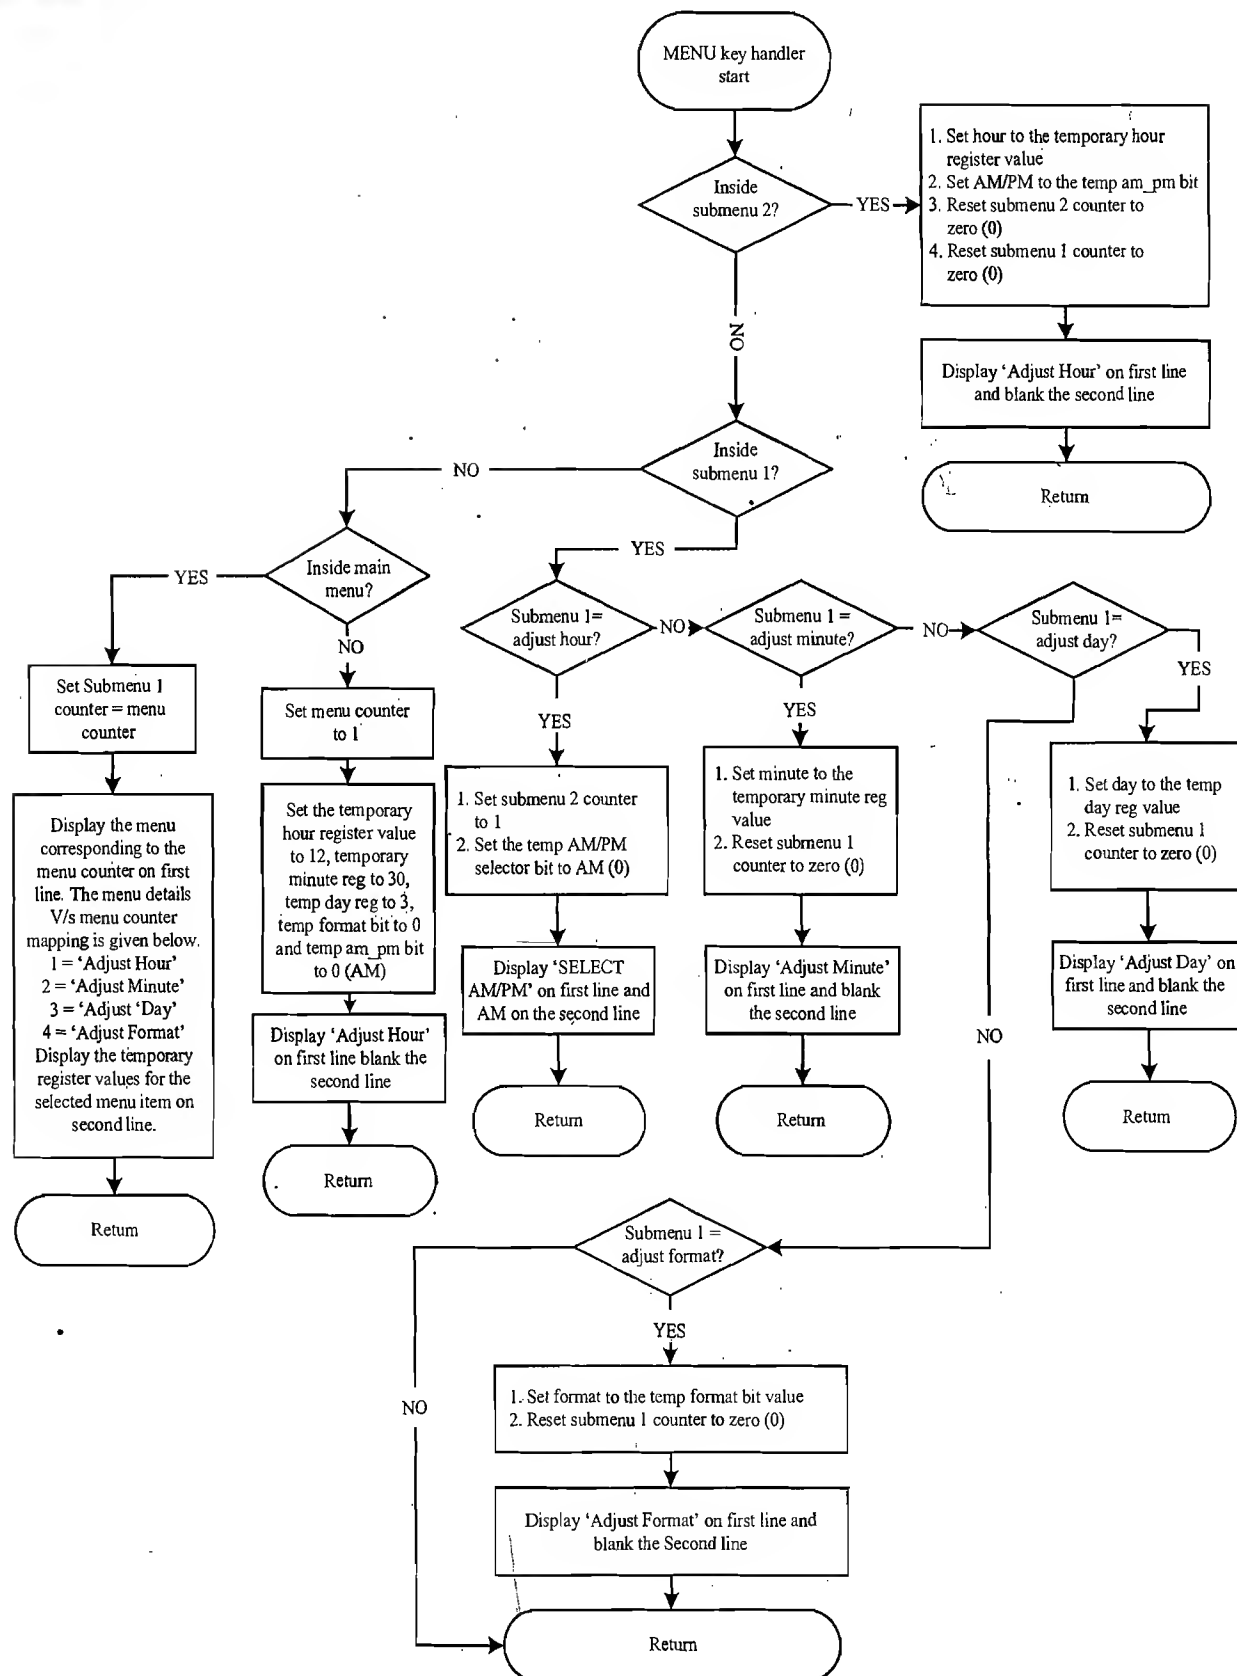 MENU key handler
start
Inside
submenu 2?
YES
1. Set hour to the temporary hour
register value
2. Set AM/PM to the temp am_pm bit
3. Reset submenu 2 counter to
zero (0)
4. Reset submenu 1 counter to
zero (0)
Display ‘Adjust Hour’ on first line
and blank the second line
Return
NO
Inside
submenu 1?
NO
YES
Inside main
menu?
YES
NO
Set Submenu 1
counter = menu
counter
Display the menu
corresponding to the
menu counter on first
line. The menu details
V/s menu counter
mapping is given below.
1 = ‘Adjust Hour’
2 = ‘Adjust Minute’
3 = ‘Adjust ‘Day’
4 = ‘Adjust Format’
Display the temporary
register values for the
selected menu item on
second line.
Return
Set menu counter
to 1
Set the temporary
hour register value
to 12, temporary
minute reg to 30,
temp day reg to 3,
temp format bit to 0
and temp am_pm bit
to 0 (AM)
Display ‘Adjust Hour’
on first line blank the
second line
Return
Submenu 1=
adjust hour?
NO
YES
1. Set submenu 2 counter
to 1
2. Set the temp AM/PM
selector bit to AM (0)
Display ‘SELECT
AM/PM’ on first line and
AM on the second line
Return
Submenu 1 =
adjust minute?
NO
YES
1. Set minute to the
temporary minute reg
value
2. Reset submenu 1
counter to zero (0)
Display ‘Adjust Minute’
on first line and blank
the second line
Return
Submenu 1=
adjust day?
YES
1. Set day to the temp
day reg value
2. Reset submenu 1
counter to zero (0)
Display ‘Adjust Day’ on
first line and blank the
second line
Return
NO
Submenu 1 =
adjust format?
YES
NO
1. Set format to the temp format bit value
2. Reset submenu 1 counter to zero (0)
Display ‘Adjust Format’ on first line and
blank the Second line
Return